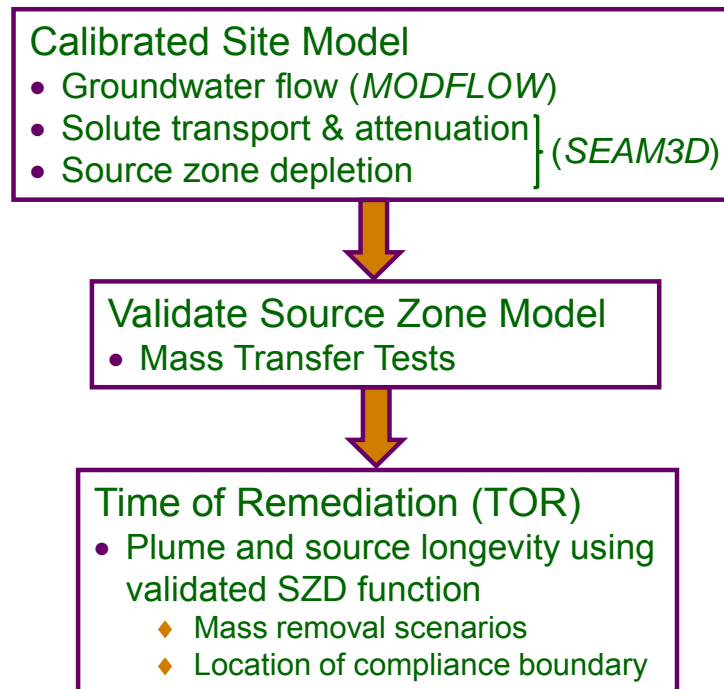 Calibrated Site Model
• Groundwater flow (MODFLOW)
• Solute transport & attenuation
• Source zone depletion
(SEAM3D)
Validate Source Zone Model
• Mass Transfer Tests
Time of Remediation (TOR)
• Plume and source longevity using
validated SZD function
♦ Mass removal scenarios
♦ Location of compliance boundary